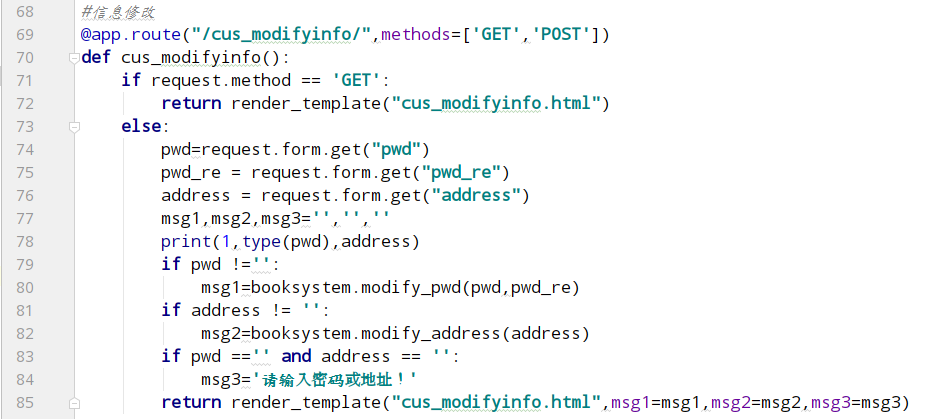 68 #信息修改
69 @app.route("/cus_modifyinfo/",methods=['GET','POST'])
70 def cus_modifyinfo():
71     if request.method == 'GET':
72         return render_template("cus_modifyinfo.html")
73     else:
74         pwd=request.form.get("pwd")
75         pwd_re = request.form.get("pwd_re")
76         address = request.form.get("address")
77         msg1,msg2,msg3='','',''
78         print(1,type(pwd),address)
79         if pwd !='':
80             msg1=booksystem.modify_pwd(pwd,pwd_re)
81         if address != '':
82             msg2=booksystem.modify_address(address)
83         if pwd =='' and address == '':
84             msg3='请输入密码或地址！'
85         return render_template("cus_modifyinfo.html",msg1=msg1,msg2=msg2,msg3=msg3)